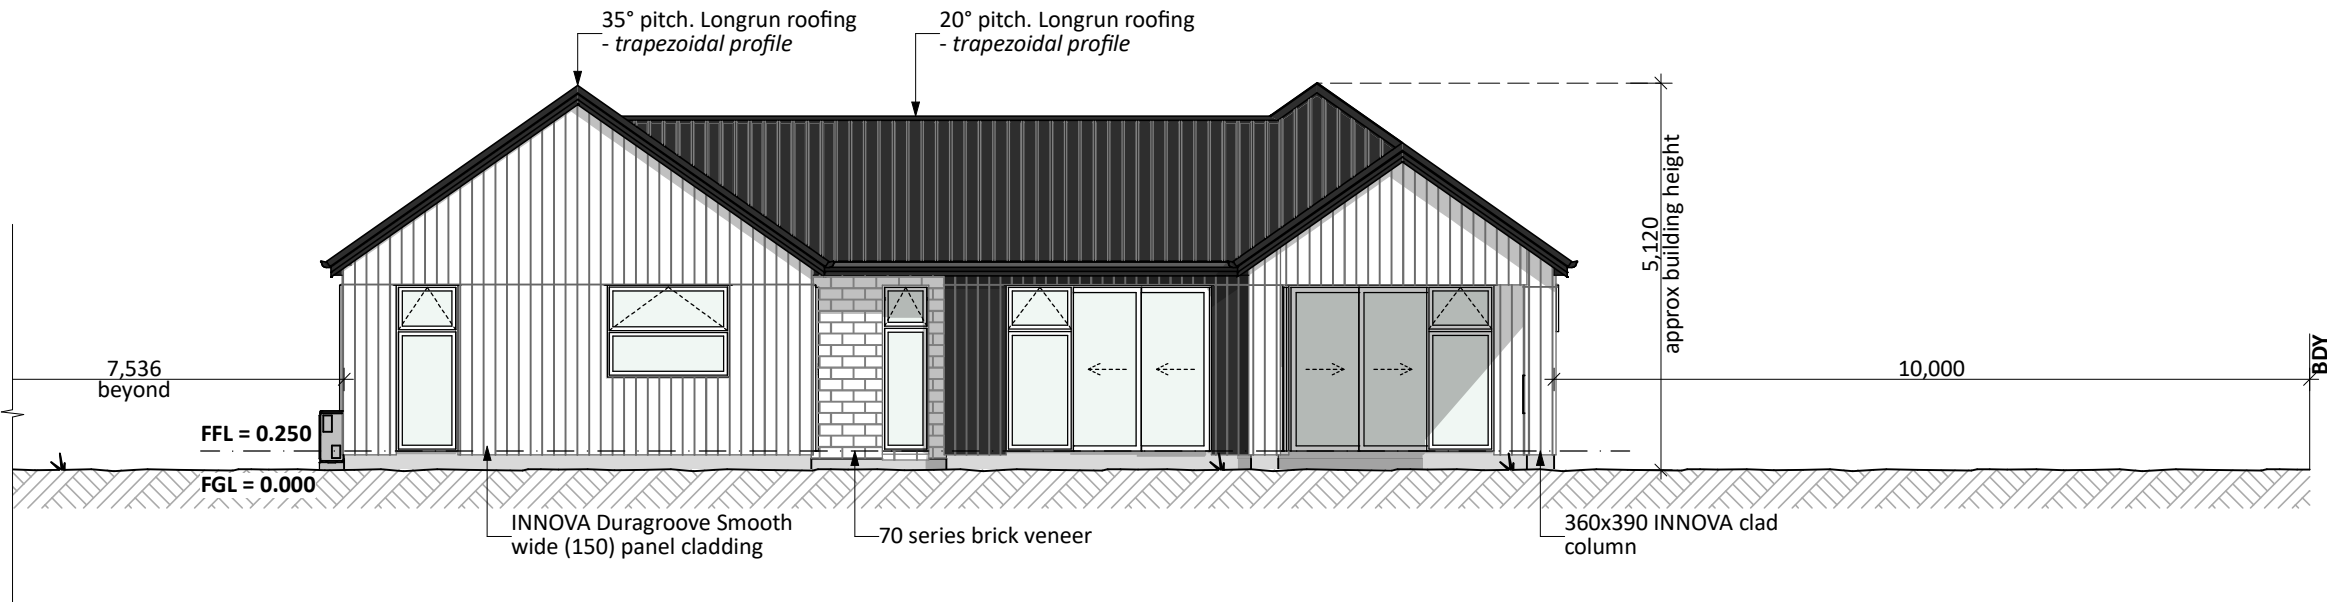 35° pitch. Longrun roofing
- trapezoidal profile
20° pitch. Longrun roofing
- trapezoidal profile
5,120
approx building height
7,536
beyond
10,000
BDY
FFL = 0.250
FGL = 0.000
INNOVA Duragroove Smooth
wide (150) panel cladding
70 series brick veneer
360x390 INNOVA clad
column